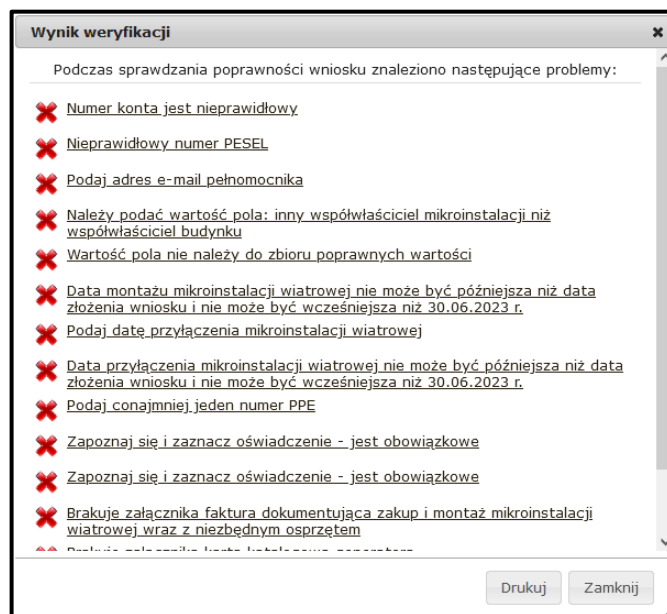 Wynik weryfikacji
Podczas sprawdzania poprawności wniosku znaleziono następujące problemy:
Numer konta jest nieprawidłowy
Nieprawidłowy numer PESEL
Podaj adres e-mail pełnomocnika
Należy podać wartość pola: inny współwłaściciel mikroinstalacji niż
współwłaściciel budynku
Wartość pola nie należy do zbioru poprawnych wartości
Data montażu mikroinstalacji wiatrowej nie może być późniejsza niż data
złożenia wniosku i nie może być wcześniejsza niż 30.06.2023 r.
Podaj datę przyłączenia mikroinstalacji wiatrowej
Data przyłączenia mikroinstalacji wiatrowej nie może być późniejsza niż data
złożenia wniosku i nie może być wcześniejsza niż 30.06.2023 r.
Podaj conajmniej jeden numer PPE
Zapoznaj się i zaznacz oświadczenie - jest obowiązkowe
Zapoznaj się i zaznacz oświadczenie - jest obowiązkowe
Brakuje załącznika faktura dokumentująca zakup i montaż mikroinstalacji
wiatrowej wraz z niezbędnym osprzętem
Brakuje załącznika karta katalogowa generatora
Drukuj Zamknij